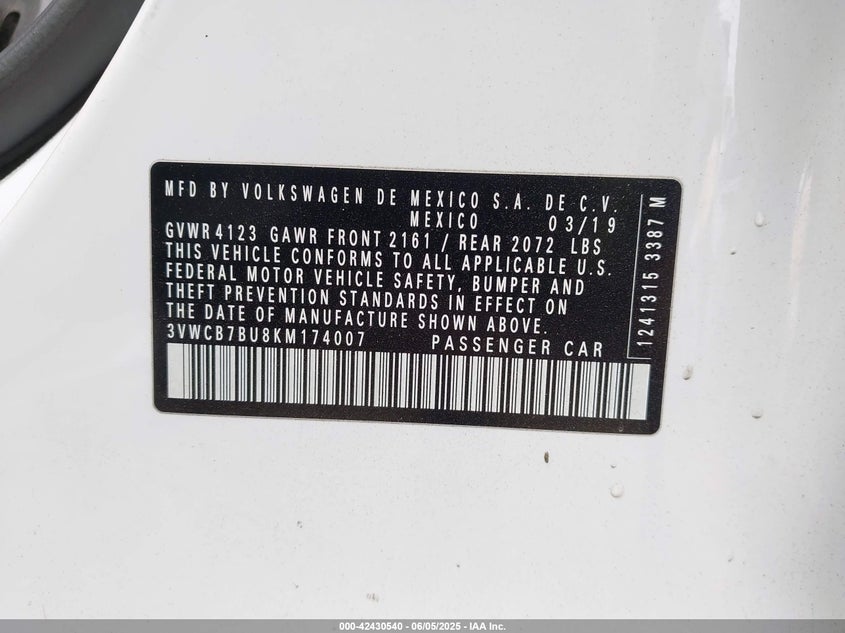 MFD BY VOLKSWAGEN DE MEXICO S.A. DE C.V.
MEXICO 03/19
GVWR 4123 GAWR FRONT 2161 / REAR 2072 LBS
THIS VEHICLE CONFORMS TO ALL APPLICABLE U.S.
FEDERAL MOTOR VEHICLE SAFETY, BUMPER AND
THEFT PREVENTION STANDARDS IN EFFECT ON
THE DATE OF MANUFACTURE SHOWN ABOVE.
3VWCB7BU8KM174007 PASSENGER CAR
1241315 3387 M
000-42430540 - 06/05/2025 - IAA Inc.